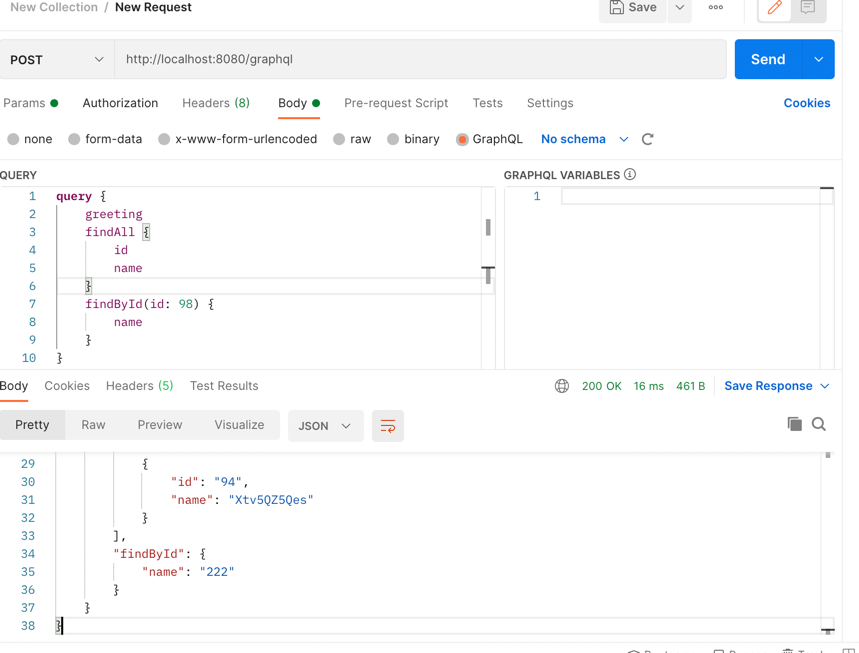 New Collection / New Request
Save
POST
http://localhost:8080/graphql
Send
Params
Authorization
Headers (8)
Body
Pre-request Script
Tests
Settings
Cookies
none
form-data
x-www-form-urlencoded
raw
binary
GraphQL
No schema
QUERY
GRAPHQL VARIABLES
1 query {
2 greeting
3 findAll {
4 id
5 name
6 }
7 findById(id: 98) {
8 name
9 }
10 }
1
Body
Cookies
Headers (5)
Test Results
200 OK
16 ms
461 B
Save Response
Pretty
Raw
Preview
Visualize
JSON
29 {
30 "id": "94",
31 "name": "Xtv5QZ5Qes"
32 }
33 ],
34 "findById": {
35 "name": "222"
36 }
37 }
38 }